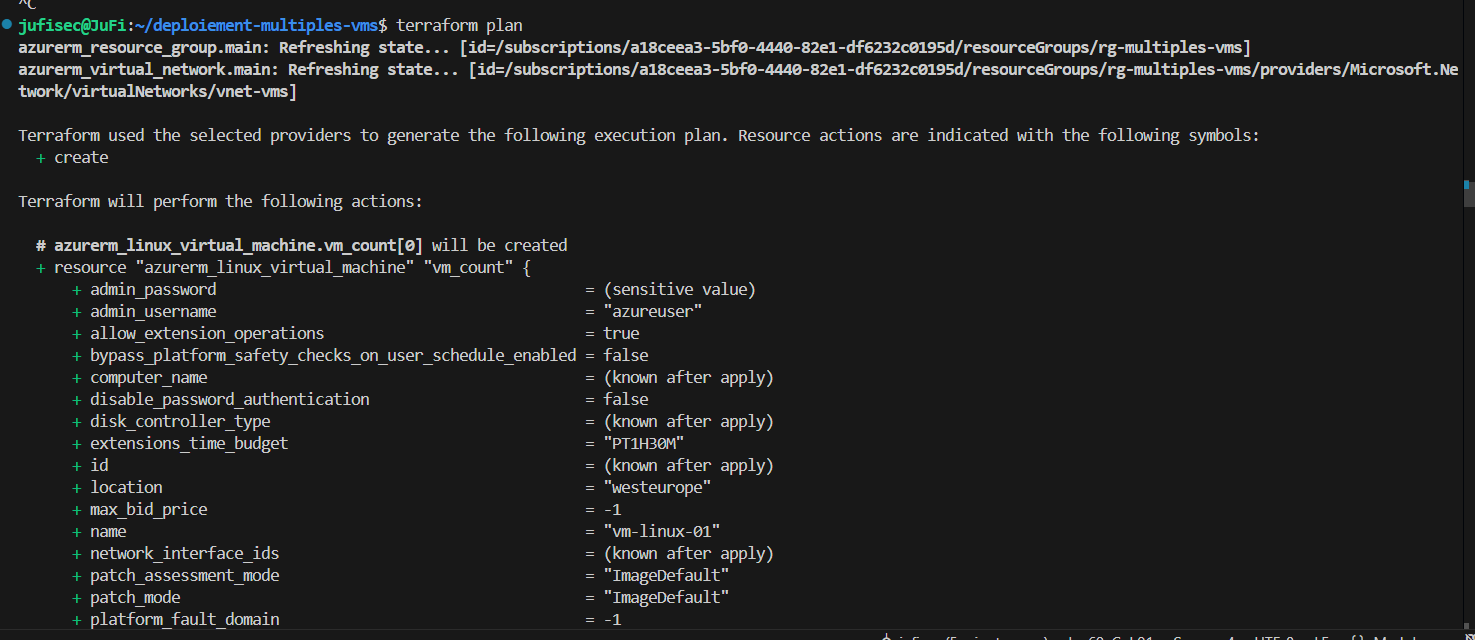 ^C
jufisec@JuFi:~/deploiement-multiples-vms$ terraform plan
azurerm_resource_group.main: Refreshing state... [id=/subscriptions/a18ceea3-5bf0-4440-82e1-df6232c0195d/resourceGroups/rg-multiples-vms]
azurerm_virtual_network.main: Refreshing state... [id=/subscriptions/a18ceea3-5bf0-4440-82e1-df6232c0195d/resourceGroups/rg-multiples-vms/providers/Microsoft.Ne
twork/virtualNetworks/vnet-vms]
Terraform used the selected providers to generate the following execution plan. Resource actions are indicated with the following symbols:
+ create
Terraform will perform the following actions:
# azurerm_linux_virtual_machine.vm_count[0] will be created
+ resource "azurerm_linux_virtual_machine" "vm_count" {
+ admin_password = (sensitive value)
+ admin_username = "azureuser"
+ allow_extension_operations = true
+ bypass_platform_safety_checks_on_user_schedule_enabled = false
+ computer_name = (known after apply)
+ disable_password_authentication = false
+ disk_controller_type = (known after apply)
+ extensions_time_budget = "PT1H30M"
+ id = (known after apply)
+ location = "westeurope"
+ max_bid_price = -1
+ name = "vm-linux-01"
+ network_interface_ids = (known after apply)
+ patch_assessment_mode = "ImageDefault"
+ patch_mode = "ImageDefault"
+ platform_fault_domain = -1